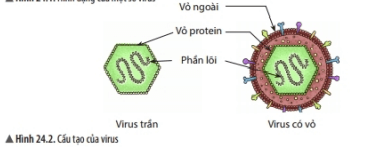 Vỏ ngoài
Vỏ protein
Phần lõi
Virus trần
Virus có vỏ
▲ Hình 24.2. Cấu tạo của virus